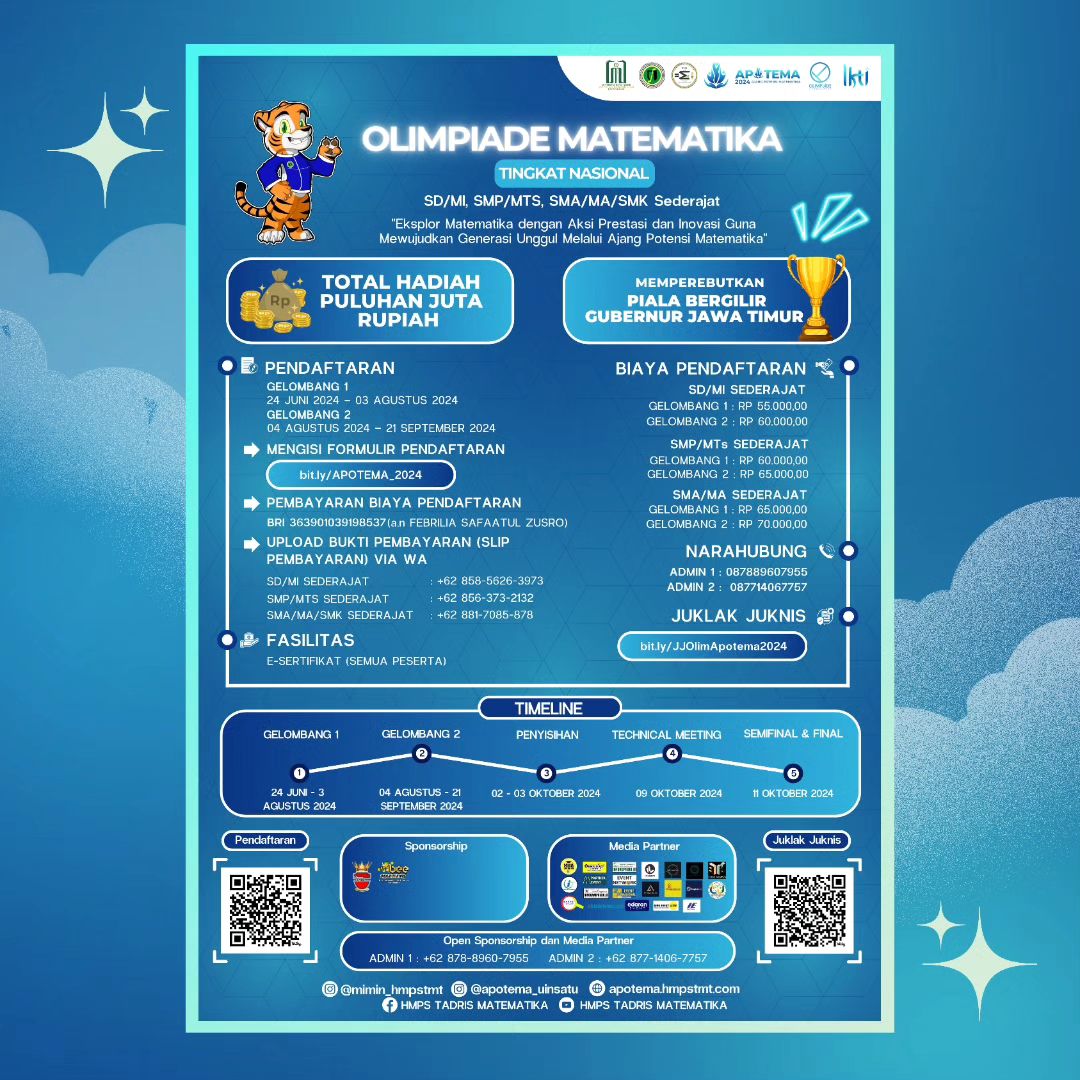 APOTEMA
2024
lkti
OLIMPIADE MATEMATIKA
TINGKAT NASIONAL
SD/MI, SMP/MTS, SMA/MA/SMK Sederajat
"Eksplor Matematika dengan Aksi Prestasi dan Inovasi Guna
Mewujudkan Generasi Unggul Melalui Ajang Potensi Matematika"
Rp
TOTAL HADIAH
PULUHAN JUTA
RUPIAH
MEMPEREBUTKAN
PIALA BERGILIR
GUBERNUR JAWA TIMUR
PENDAFTARAN
GELOMBANG 1
24 JUNI 2024 – 03 AGUSTUS 2024
GELOMBANG 2
04 AGUSTUS 2024 – 21 SEPTEMBER 2024
MENGISI FORMULIR PENDAFTARAN
bit.ly/APOTEMA_2024
PEMBAYARAN BIAYA PENDAFTARAN
BRI 363901039198537(a.n FEBRILIA SAFAATUL ZUSRO)
UPLOAD BUKTI PEMBAYARAN (SLIP
PEMBAYARAN) VIA WA
SD/MI SEDERAJAT : +62 858-5626-3973
SMP/MTS SEDERAJAT : +62 856-373-2132
SMA/MA/SMK SEDERAJAT : +62 881-7085-878
FASILITAS
E-SERTIFIKAT (SEMUA PESERTA)
BIAYA PENDAFTARAN
SD/MI SEDERAJAT
GELOMBANG 1 : RP 55.000,00
GELOMBANG 2 : RP 60.000,00
SMP/MTs SEDERAJAT
GELOMBANG 1 : RP 60.000,00
GELOMBANG 2 : RP 65.000,00
SMA/MA SEDERAJAT
GELOMBANG 1 : RP 65.000,00
GELOMBANG 2 : RP 70.000,00
NARAHUBUNG
ADMIN 1 : 087889607955
ADMIN 2 : 087714067757
JUKLAK JUKNIS
bit.ly/JJOlimApotema2024
TIMELINE
GELOMBANG 1
1
24 JUNI - 3
AGUSTUS 2024
GELOMBANG 2
2
04 AGUSTUS - 21
SEPTEMBER 2024
PENYISIHAN
3
02 - 03 OKTOBER 2024
TECHNICAL MEETING
4
09 OKTOBER 2024
SEMIFINAL & FINAL
5
11 OKTOBER 2024
Pendaftaran
Sponsorship
Media Partner
Juklak Juknis
Open Sponsorship dan Media Partner
ADMIN 1 : +62 878-8960-7955 ADMIN 2 : +62 877-1406-7757
@mimin_hmpstmt @apotema_uinsatu apotema.hmpstmt.com
HMPS TADRIS MATEMATIKA HMPS TADRIS MATEMATIKA